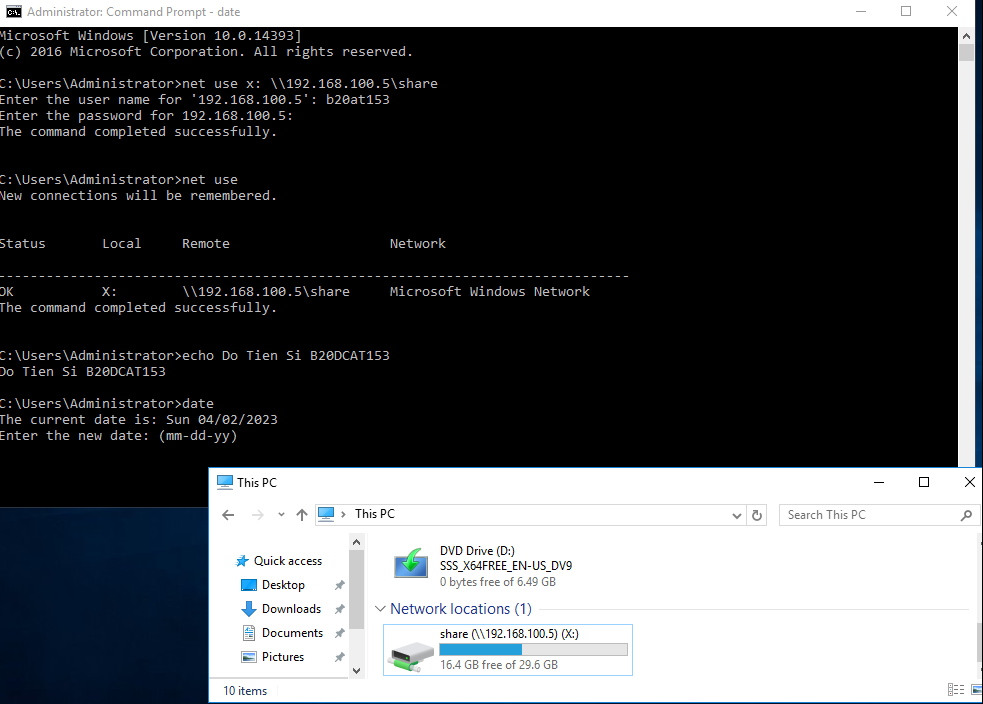 Administrator: Command Prompt - date
Microsoft Windows [Version 10.0.14393]
(c) 2016 Microsoft Corporation. All rights reserved.
C:\Users\Administrator>net use x: \\192.168.100.5\share
Enter the user name for '192.168.100.5': b20at153
Enter the password for 192.168.100.5:
The command completed successfully.
C:\Users\Administrator>net use
New connections will be remembered.
Status Local Remote Network
-------------------------------------------------------------------------------
OK X: \\192.168.100.5\share Microsoft Windows Network
The command completed successfully.
C:\Users\Administrator>echo Do Tien Si B20DCAT153
Do Tien Si B20DCAT153
C:\Users\Administrator>date
The current date is: Sun 04/02/2023
Enter the new date: (mm-dd-yy)
This PC
This PC
Search This PC
Quick access
Desktop
Downloads
Documents
Pictures
DVD Drive (D:)
SSS_X64FREE_EN-US_DV9
0 bytes free of 6.49 GB
Network locations (1)
share (\\192.168.100.5) (X:)
16.4 GB free of 29.6 GB
10 items